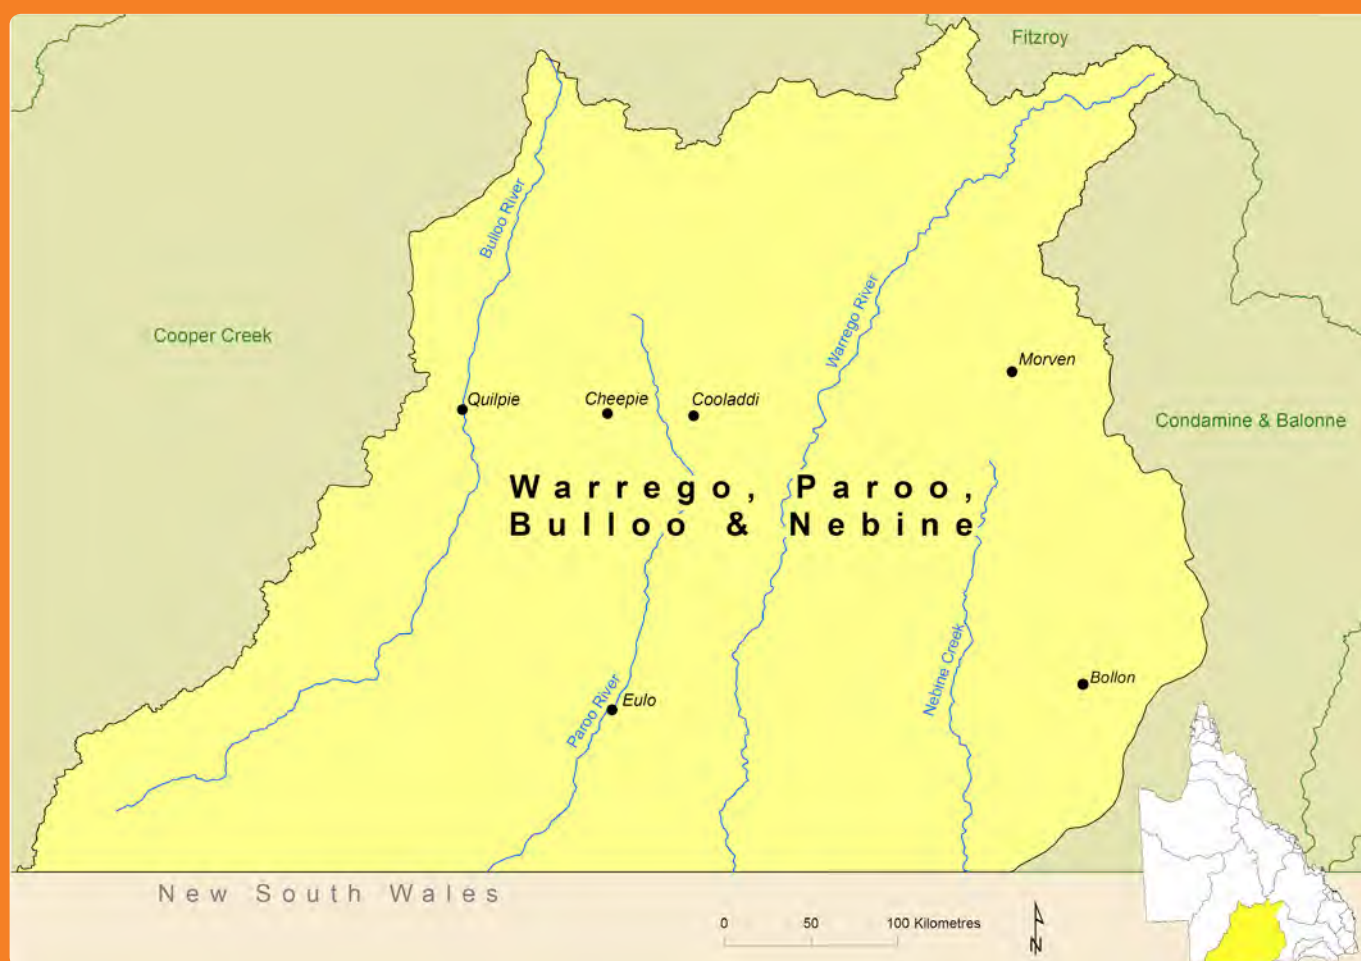 Fitzroy
Bulloo River
Warrego River
Cooper Creek
Morven
Quilpie
Cheepie
Cooladdi
Condamine & Balonne
Warrego, Paroo,
Bulloo & Nebine
Nebine Creek
Bollon
Paroo River
Eulo
New South Wales
0 50 100 Kilometres
N